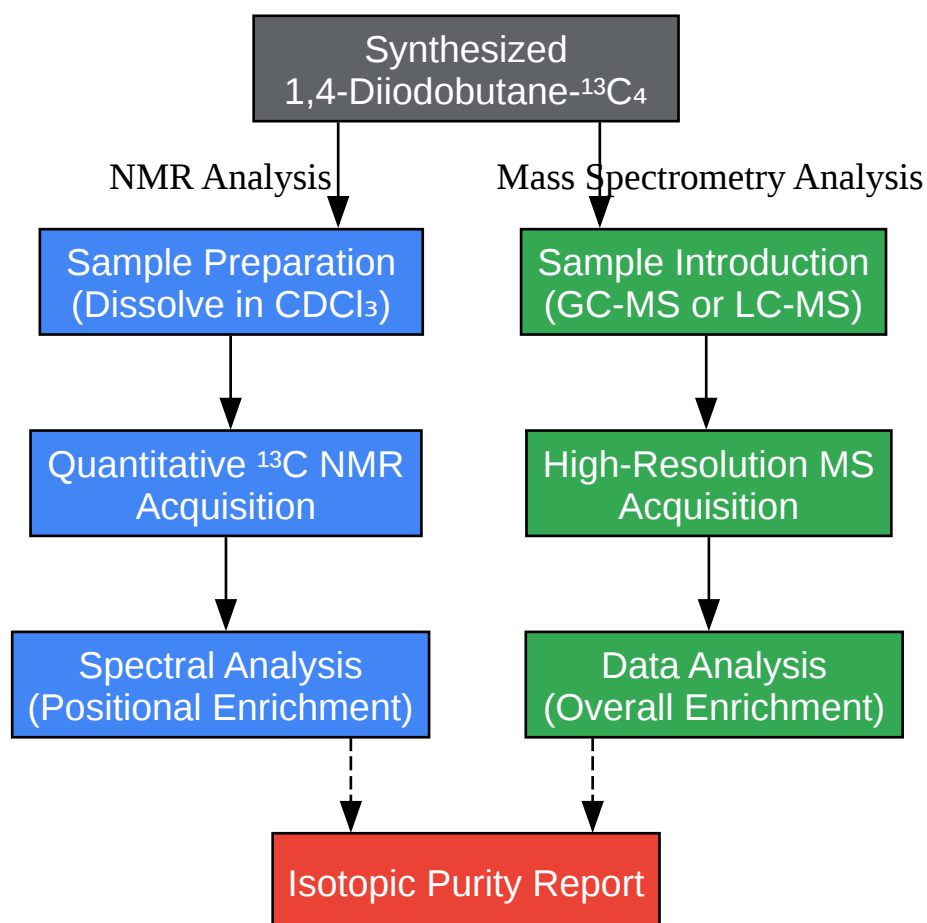 Synthesized
1,4-Diiodobutane-¹³C₄
NMR Analysis
Mass Spectrometry Analysis
Sample Preparation
(Dissolve in CDCl₃)
Sample Introduction
(GC-MS or LC-MS)
Quantitative ¹³C NMR
Acquisition
High-Resolution MS
Acquisition
Spectral Analysis
(Positional Enrichment)
Data Analysis
(Overall Enrichment)
Isotopic Purity Report